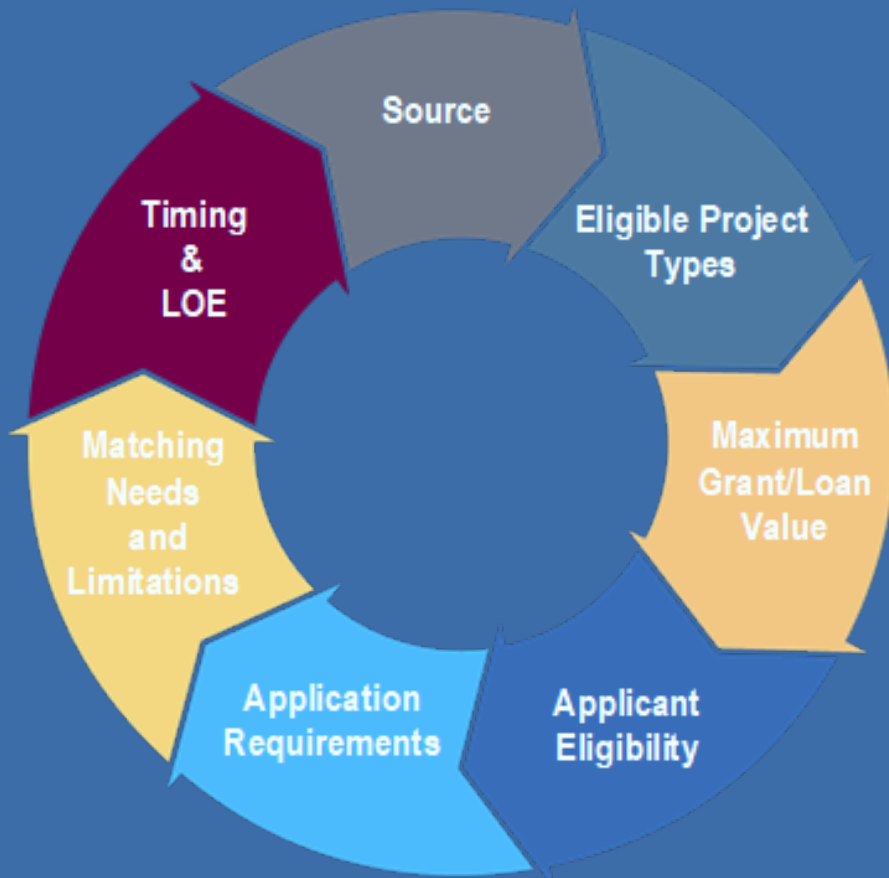 Source
Eligible Project
Types
Maximum
Grant/Loan
Value
Applicant
Eligibility
Application
Requirements
Matching
Needs
and
Limitations
Timing
&
LOE